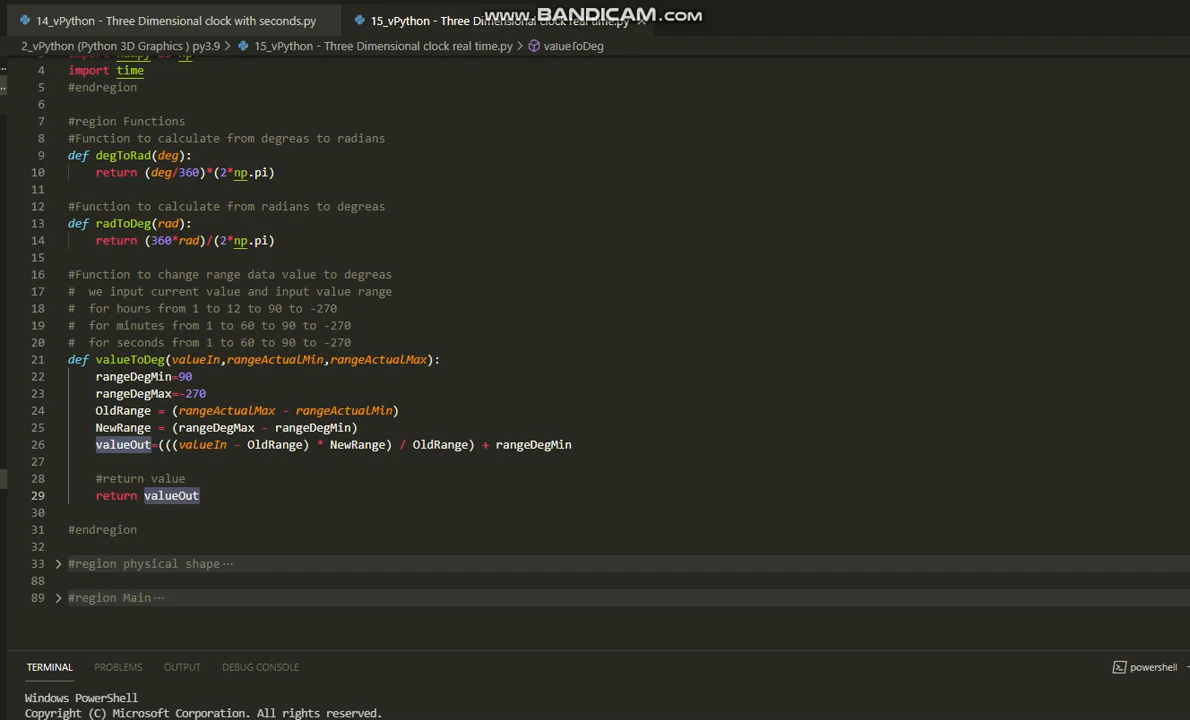 www.BANDICAM.com
14_vPython - Three Dimensional clock with seconds.py
15_vPython - Three Dimensional clock real time.py
2_vPython (Python 3D Graphics ) py3.9 > 15_vPython - Three Dimensional clock real time.py > valueToDeg
3 import numpy as np
4 import time
5 #endregion
6
7 #region Functions
8 #Function to calculate from degreas to radians
9 def degToRad(deg):
10 return (deg/360)*(2*np.pi)
11
12 #Function to calculate from radians to degreas
13 def radToDeg(rad):
14 return (360*rad)/(2*np.pi)
15
16 #Function to change range data value to degreas
17 # we input current value and input value range
18 # for hours from 1 to 12 to 90 to -270
19 # for minutes from 1 to 60 to 90 to -270
20 # for seconds from 1 to 60 to 90 to -270
21 def valueToDeg(valueIn,rangeActualMin,rangeActualMax):
22 rangeDegMin=90
23 rangeDegMax=-270
24 OldRange = (rangeActualMax - rangeActualMin)
25 NewRange = (rangeDegMax - rangeDegMin)
26 valueOut=(((valueIn - OldRange) * NewRange) / OldRange) + rangeDegMin
27
28 #return value
29 return valueOut
30
31 #endregion
32
33 > #region physical shape ···
88
89 > #region Main ···
TERMINAL PROBLEMS OUTPUT DEBUG CONSOLE powershell
Windows PowerShell
Copyright (C) Microsoft Corporation. All rights reserved.